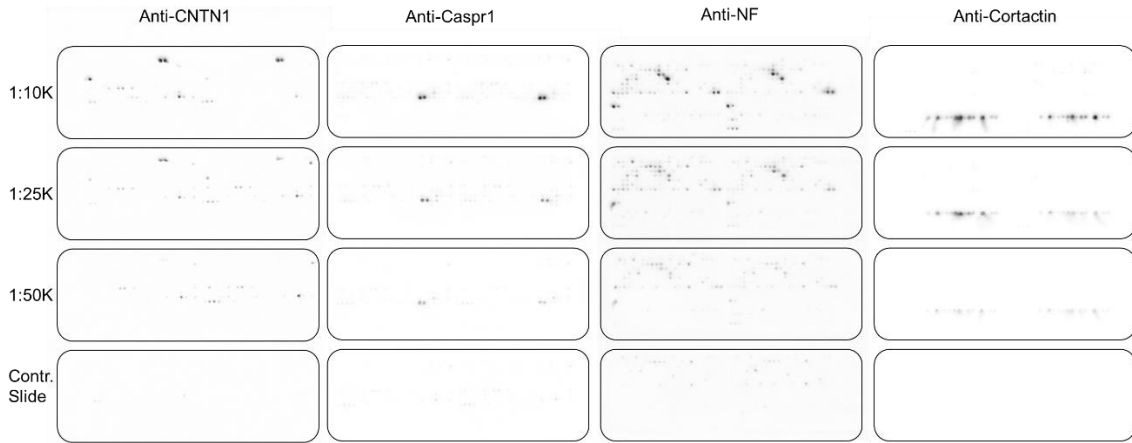 Anti-CNTN1 Anti-Caspr1 Anti-NF Anti-Cortactin
1:10K
1:25K
1:50K
Contr.
Slide